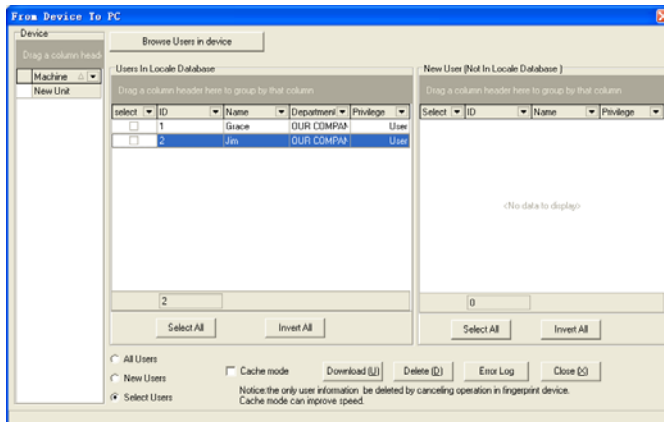 From Device To PC
Device
Drag a column head
Machine
New Unit
Browse Users in device
Users In Locale Database
Drag a column header here to group by that column
select ID Name Department Privilege
1 Grace OUR COMPAN User
2 Jim OUR COMPAN User
2
Select All Invert All
New User (Not In Locale Database )
Drag a column header here to group by that column
Select ID Name Privilege
<No data to display>
0
Select All Invert All
All Users
New Users
Select Users
Cache mode Download (U) Delete (D) Error Log Close (X)
Notice:the only user information be deleted by canceling operation in fingerprint device.
Cache mode can improve speed.